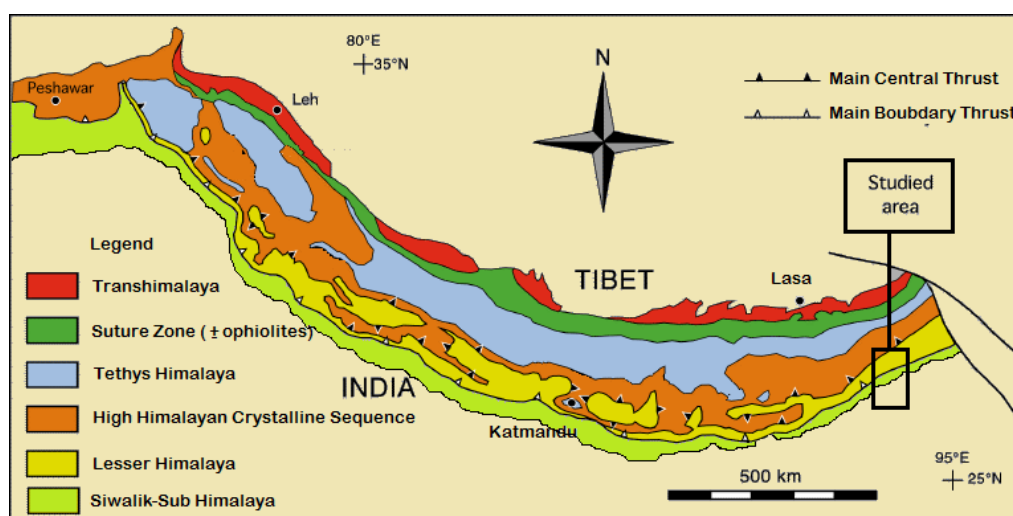 80°E
35°N
Peshawar
Leh
N
Main Central Thrust
Main Boubdary Thrust
Studied
area
Legend
Transhimalaya
Suture Zone ( ± ophiolites)
Tethys Himalaya
High Himalayan Crystalline Sequence
Lesser Himalaya
Siwalik-Sub Himalaya
TIBET
Lasa
INDIA
Katmandu
500 km
95°E
25°N